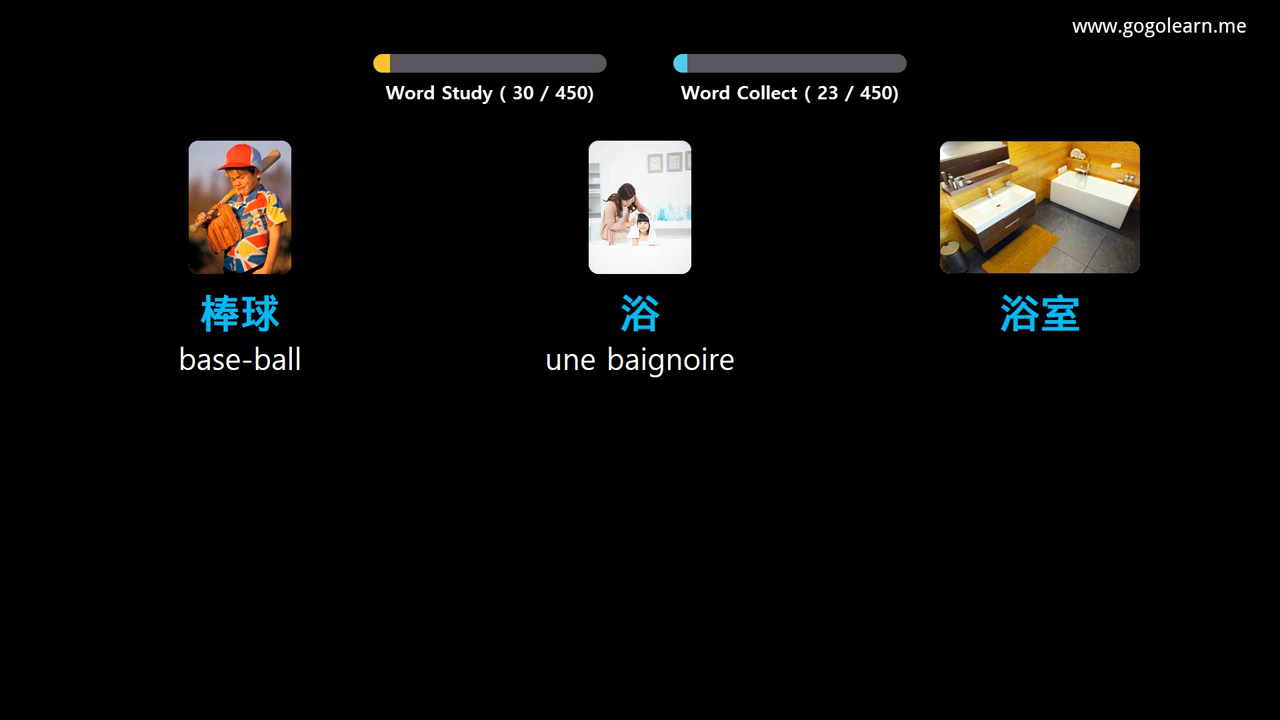 www.gogolearn.me
Word Study ( 30 / 450)
Word Collect ( 23 / 450)
棒球
浴
浴室
base-ball
une baignoire